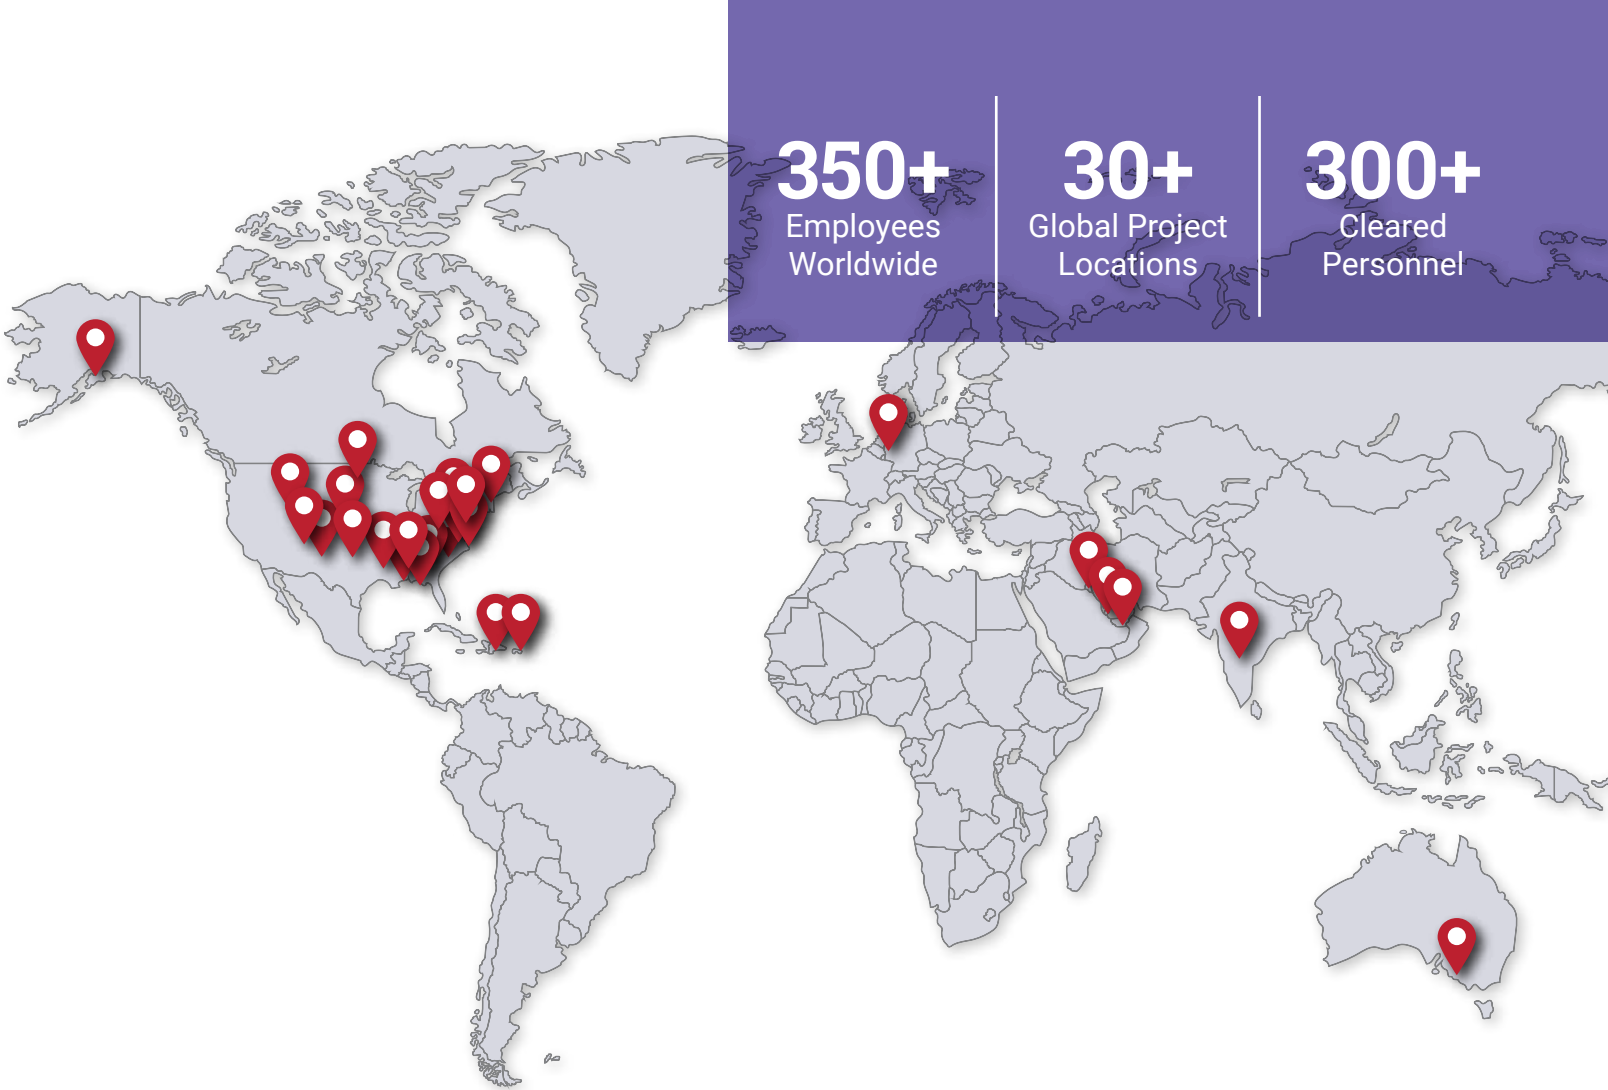 350+
Employees
Worldwide
30+
Global Project
Locations
300+
Cleared
Personnel